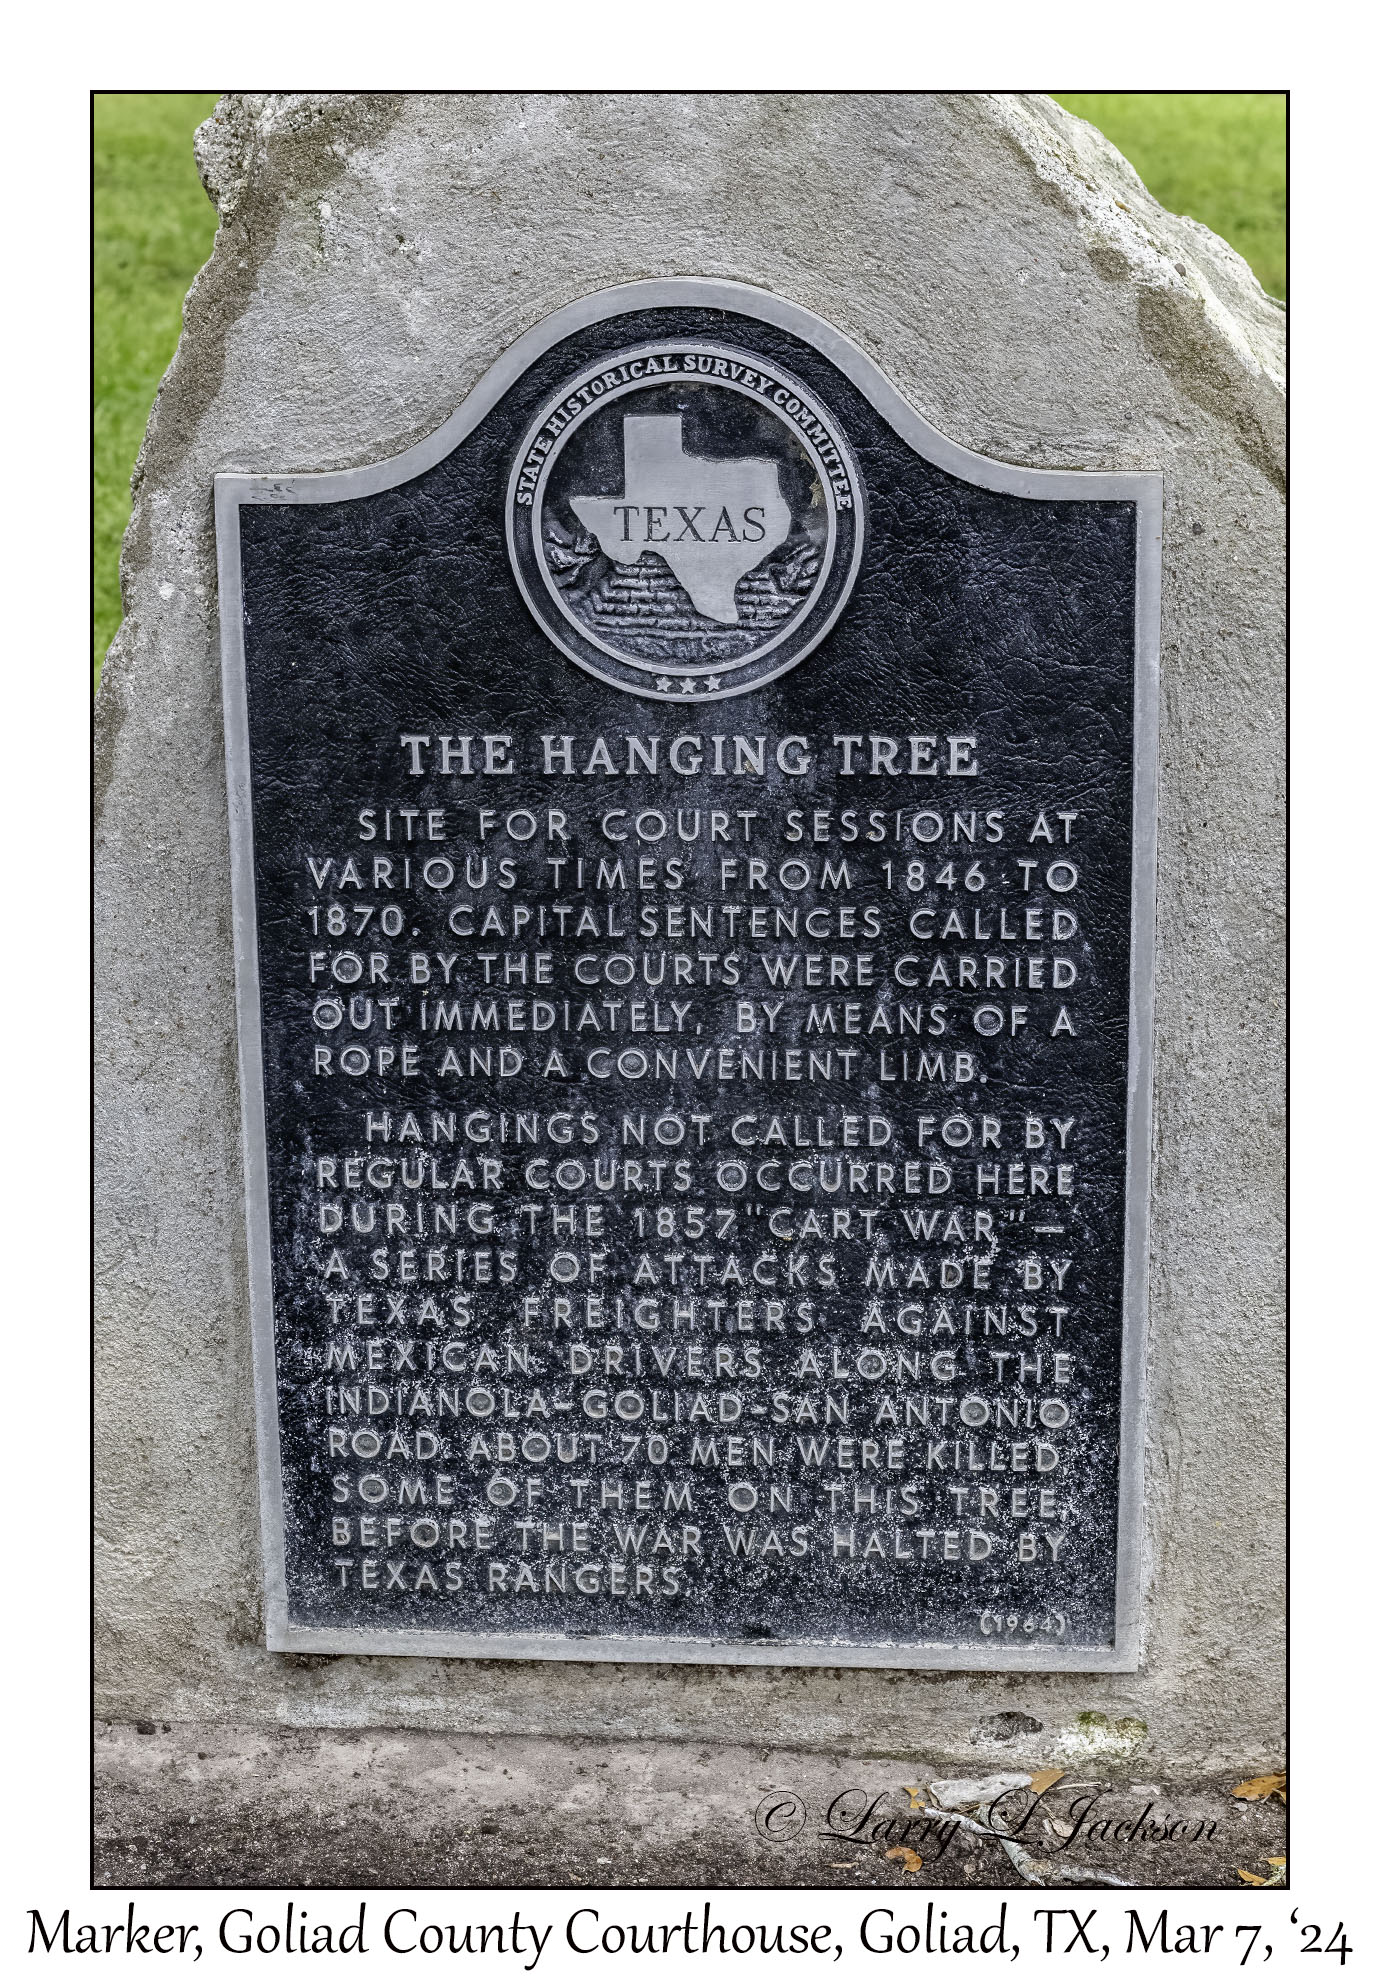 STATE HISTORICAL SURVEY COMMITTEE
TEXAS
THE HANGING TREE
SITE FOR COURT SESSIONS AT
VARIOUS TIMES FROM 1846 TO
1870. CAPITAL SENTENCES CALLED
FOR BY THE COURTS WERE CARRIED
OUT IMMEDIATELY, BY MEANS OF A
ROPE AND A CONVENIENT LIMB.
HANGINGS NOT CALLED FOR BY
REGULAR COURTS OCCURRED HERE
DURING THE 1857 "CART WAR"—
A SERIES OF ATTACKS MADE BY
TEXAS FREIGHTERS AGAINST
MEXICAN DRIVERS ALONG THE
INDIANOLA-GOLIAD-SAN ANTONIO
ROAD. ABOUT 70 MEN WERE KILLED
SOME OF THEM ON THIS TREE,
BEFORE THE WAR WAS HALTED BY
TEXAS RANGERS.
(1964)
© Larry L Jackson
Marker, Goliad County Courthouse, Goliad, TX, Mar 7, ‘24